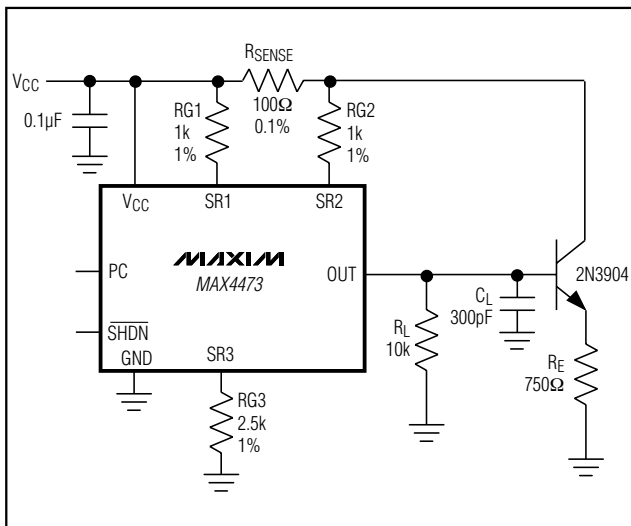 RSENSE
VCC
100Ω
0.1%
0.1µF
RG1
1k
1%
RG2
1k
1%
VCC
SR1
SR2
MAXIM
MAX4473
PC
OUT
2N3904
SHDN
GND
SR3
CL
300pF
RL
10k
RE
750Ω
RG3
2.5k
1%